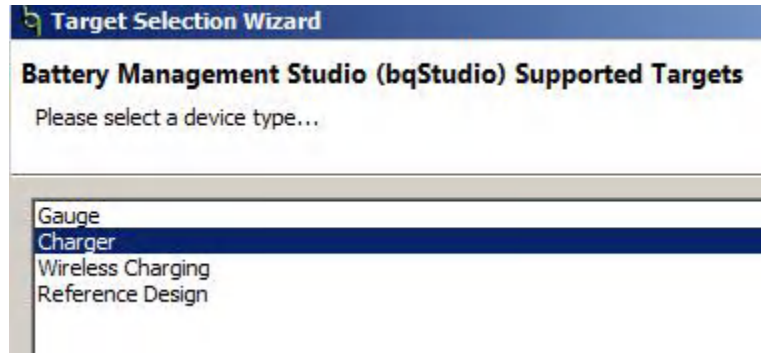 Target Selection Wizard
Battery Management Studio (bqStudio) Supported Targets
Please select a device type...
Gauge
Charger
Wireless Charging
Reference Design